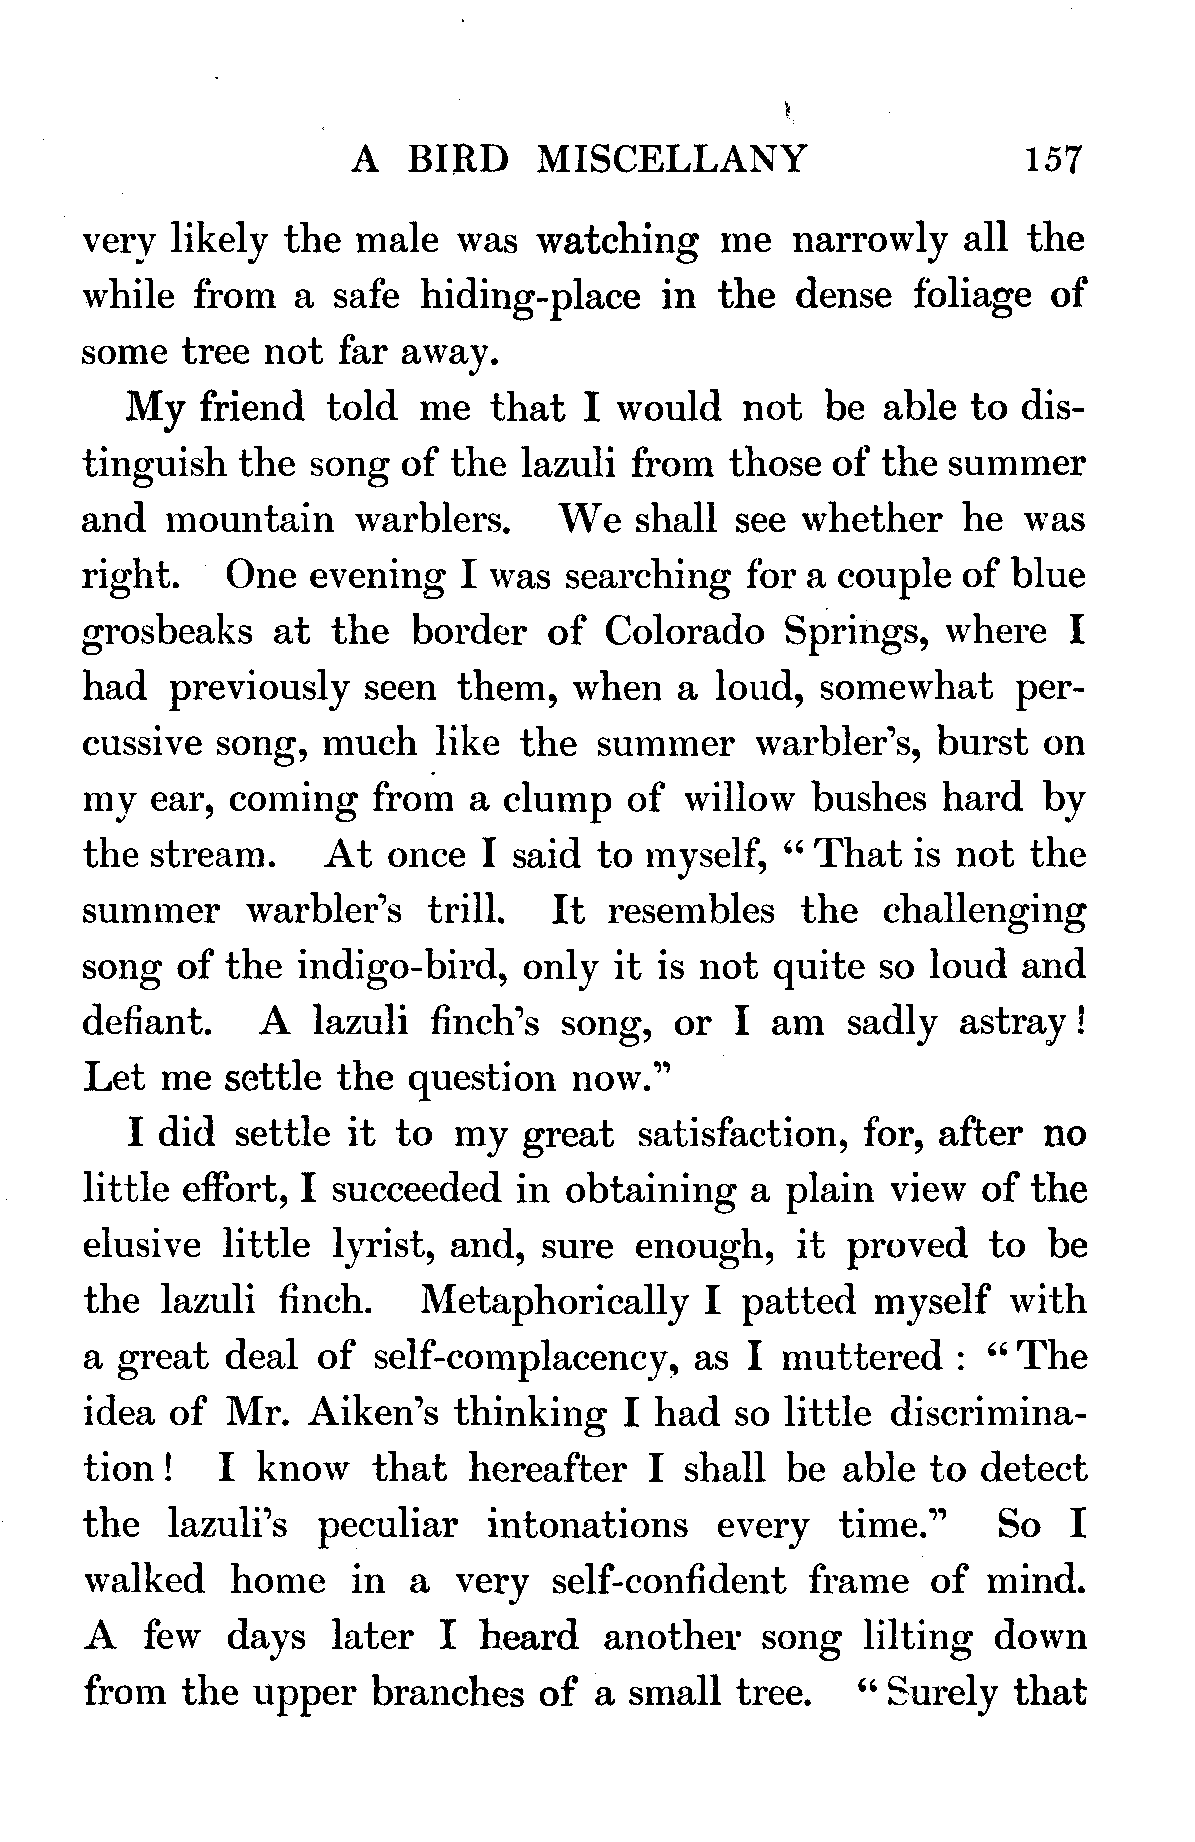 A BIRD MISCELLANY 157
very likely the male was watching me narrowly all the
while from a safe hiding-place in the dense foliage of
some tree not far away.
My friend told me that I would not be able to dis-
tinguish the song of the lazuli from those of the summer
and mountain warblers. We shall see whether he was
right. One evening I was searching for a couple of blue
grosbeaks at the border of Colorado Springs, where I
had previously seen them, when a loud, somewhat per-
cussive song, much like the summer warbler's, burst on
my ear, coming from a clump of willow bushes hard by
the stream. At once I said to myself, “ That is not the
summer warbler's trill. It resembles the challenging
song of the indigo-bird, only it is not quite so loud and
defiant. A lazuli finch's song, or I am sadly astray !
Let me settle the question now.”
I did settle it to my great satisfaction, for, after no
little effort, I succeeded in obtaining a plain view of the
elusive little lyrist, and, sure enough, it proved to be
the lazuli finch. Metaphorically I patted myself with
a great deal of self-complacency, as I muttered : “ The
idea of Mr. Aiken's thinking I had so little discrimina-
tion ! I know that hereafter I shall be able to detect
the lazuli's peculiar intonations every time.” So I
walked home in a very self-confident frame of mind.
A few days later I heard another song lilting down
from the upper branches of a small tree. “ Surely that